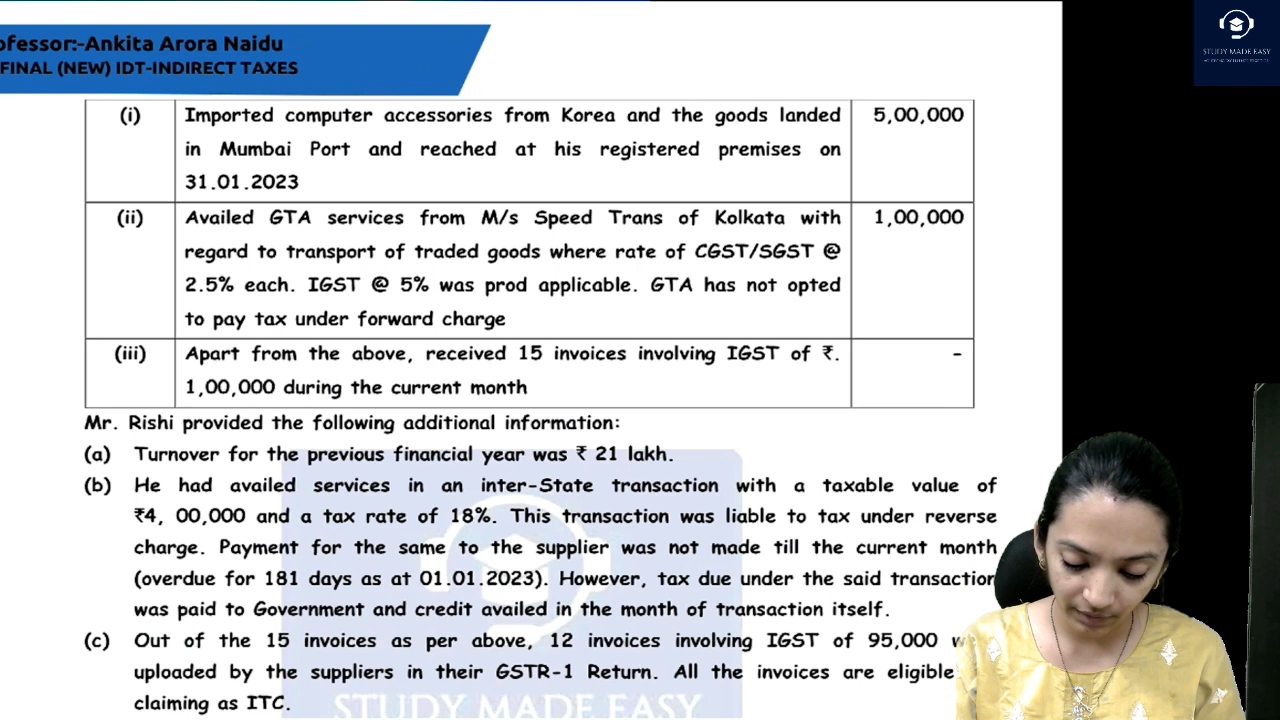 ofessor:-Ankita Arora Naidu
FINAL (NEW) IDT-INDIRECT TAXES
STUDY MADE EASY
(i) Imported computer accessories from Korea and the goods landed 5,00,000
in Mumbai Port and reached at his registered premises on
31.01.2023
(ii) Availed GTA services from M/s Speed Trans of Kolkata with 1,00,000
regard to transport of traded goods where rate of CGST/SGST @
2.5% each. IGST @ 5% was prod applicable. GTA has not opted
to pay tax under forward charge
(iii) Apart from the above, received 15 invoices involving IGST of ₹. -
1,00,000 during the current month
Mr. Rishi provided the following additional information:
(a) Turnover for the previous financial year was ₹ 21 lakh.
(b) He had availed services in an inter-State transaction with a taxable value of
₹4, 00,000 and a tax rate of 18%. This transaction was liable to tax under reverse
charge. Payment for the same to the supplier was not made till the current month
(overdue for 181 days as at 01.01.2023). However, tax due under the said transaction
was paid to Government and credit availed in the month of transaction itself.
(c) Out of the 15 invoices as per above, 12 invoices involving IGST of 95,000
uploaded by the suppliers in their GSTR-1 Return. All the invoices are eligible
claiming as ITC.
STUDY MADE EASY